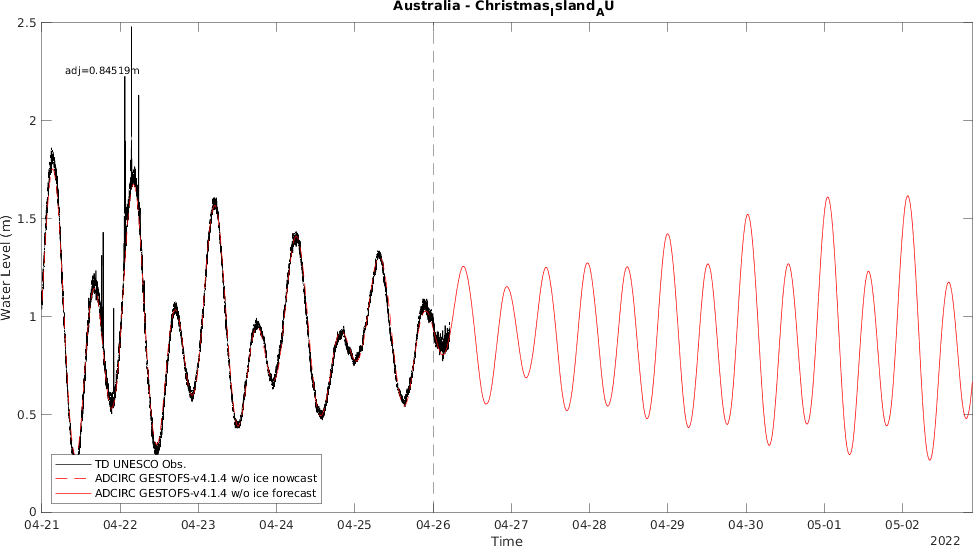 Australia - Christmas_Island_AU
2.5
adj=0.84519m
2
1.5
Water Level (m)
1
0.5
TD UNESCO Obs.
ADCIRC GESTOFS-v4.1.4 w/o ice nowcast
ADCIRC GESTOFS-v4.1.4 w/o ice forecast
0
04-21 04-22 04-23 04-24 04-25 04-26 04-27 04-28 04-29 04-30 05-01 05-02
Time
2022